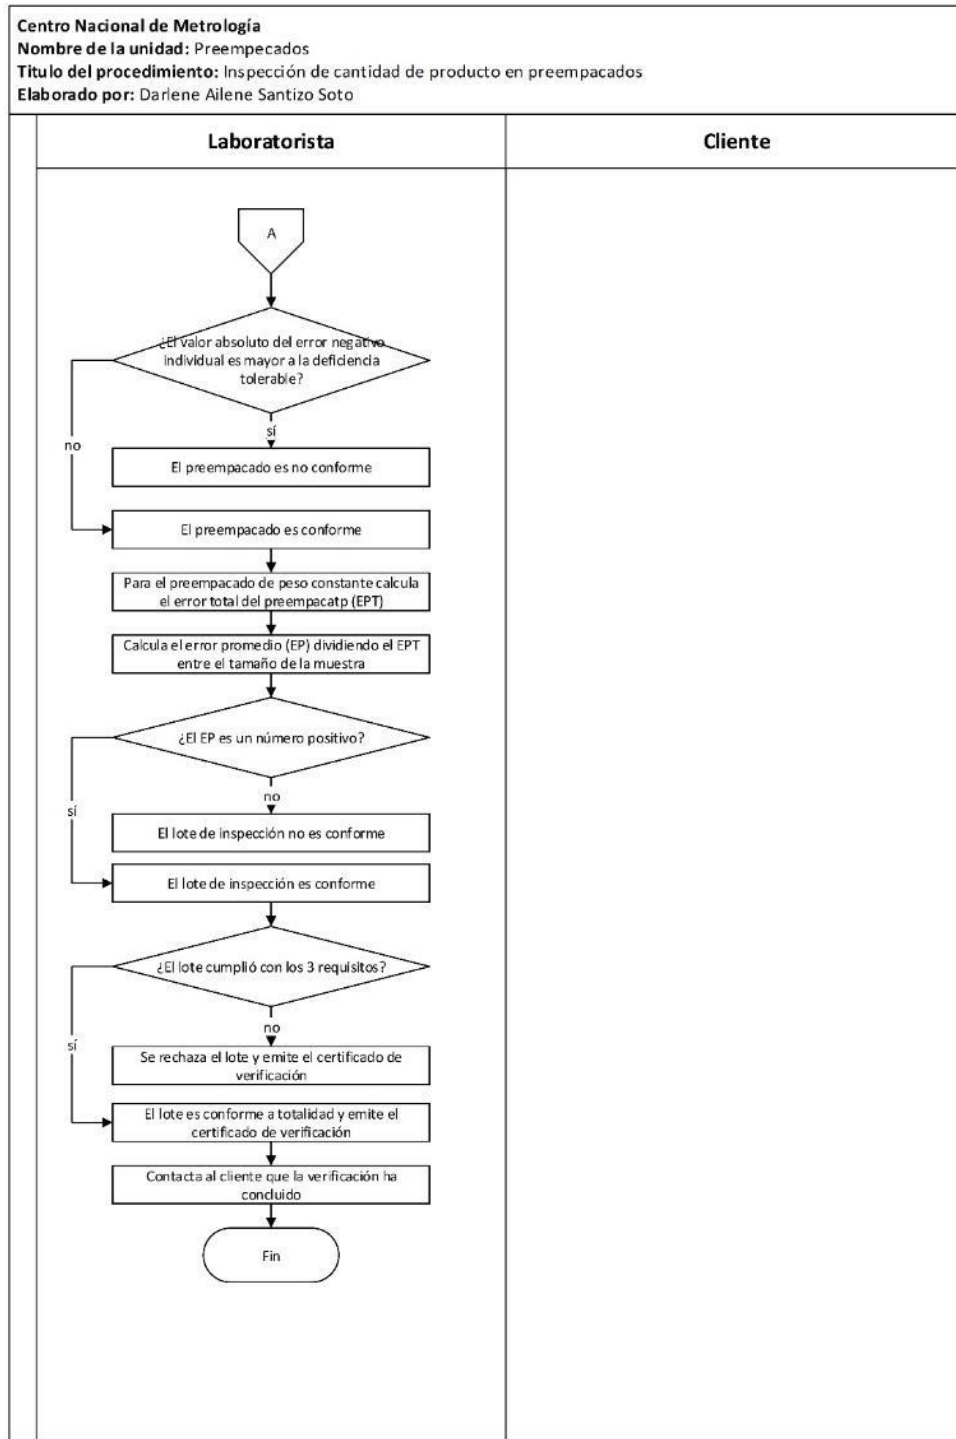 Centro Nacional de Metrología
Nombre de la unidad: Preempecados
Titulo del procedimiento: Inspección de cantidad de producto en preempacados
Elaborado por: Darlene Ailene Santizo Soto
Laboratorista
Cliente
A
¿El valor absoluto del error negativo
individual es mayor a la deficiencia
tolerable?
sí
no
El preempacado es no conforme
El preempacado es conforme
Para el preempacado de peso constante calcula
el error total del preempacatp (EPT)
Calcula el error promedio (EP) dividiendo el EPT
entre el tamaño de la muestra
¿El EP es un número positivo?
no
sí
El lote de inspección no es conforme
El lote de inspección es conforme
¿El lote cumplió con los 3 requisitos?
no
sí
Se rechaza el lote y emite el certificado de
verificación
El lote es conforme a totalidad y emite el
certificado de verificación
Contacta al cliente que la verificación ha
concluido
Fin